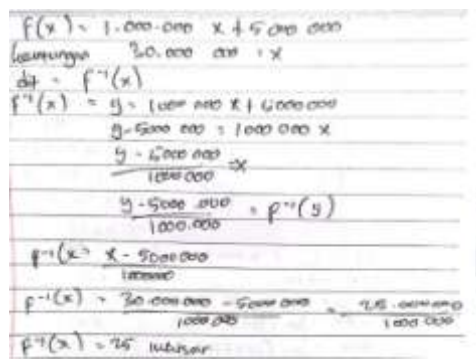 f(x) = 1.000.000 x + 5 000 000
keuntungan 30.000 000 = x
dit = f⁻¹(x)
f⁻¹(x) = y = 1000 000 x + 5000 000
y - 5000 000 = 1000 000 x
y - 5000 000 / 1000 000 = x
y - 5000 000 / 1000.000 = f⁻¹(y)
f⁻¹(x) = x - 5000000 / 1000000
f⁻¹(x) = 30.000 000 - 5000 000 / 1000 000 = 25.000 000 / 1000 000
f⁻¹(x) = 25